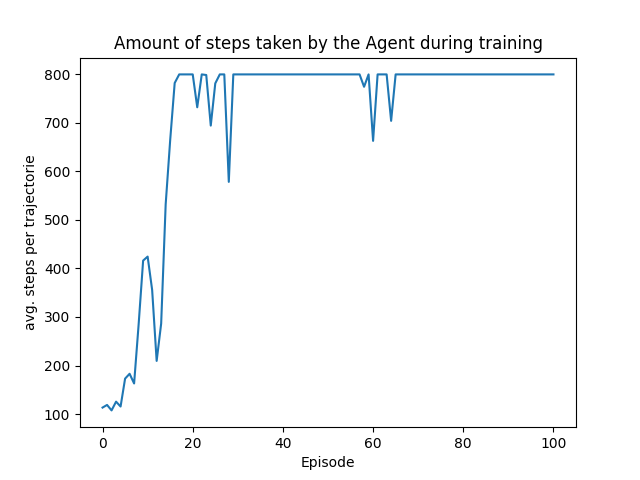 Amount of steps taken by the Agent during training
avg. steps per trajectorie
800
700
600
500
400
300
200
100
0 20 40 60 80 100
Episode